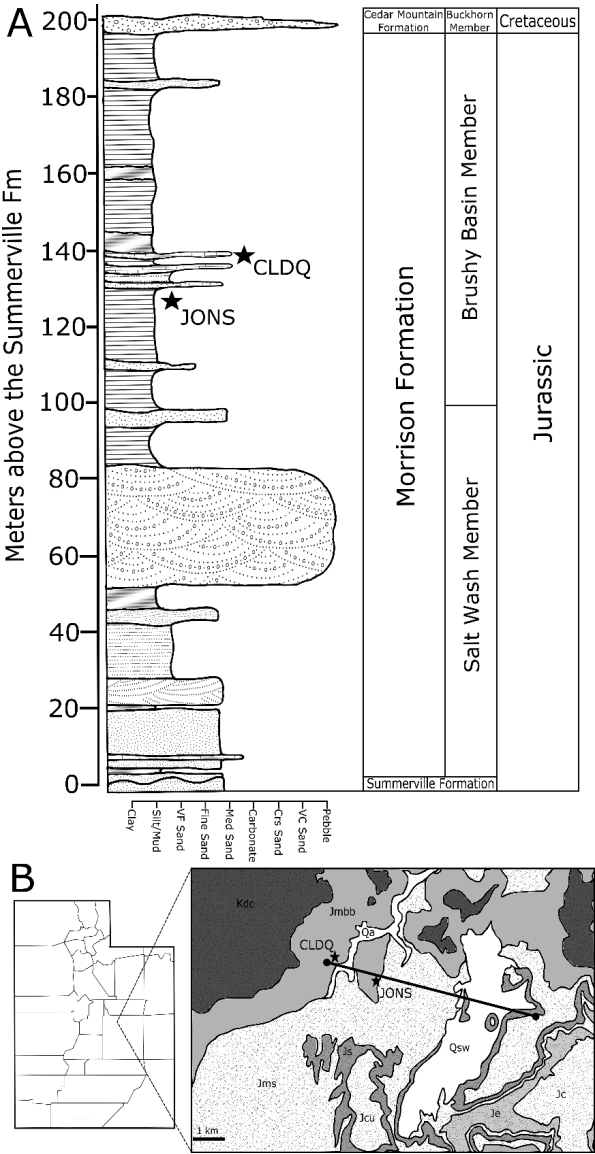 A
Meters above the Summerville Fm
200
180
160
140
120
100
80
60
40
20
0
CLDQ
JONS
Clay
Silt/Mud
VF Sand
Fine Sand
Med Sand
Carbonate
Crs Sand
VC Sand
Pebble
Cedar Mountain
Formation
Buckhorn
Member
Cretaceous
Morrison Formation
Brushy Basin Member
Salt Wash Member
Jurassic
Summerville Formation
B
Kdc
Jmbb
Qa
CLDQ
JONS
Js
Qsw
Jms
Jcu
Je
Jc
1 km